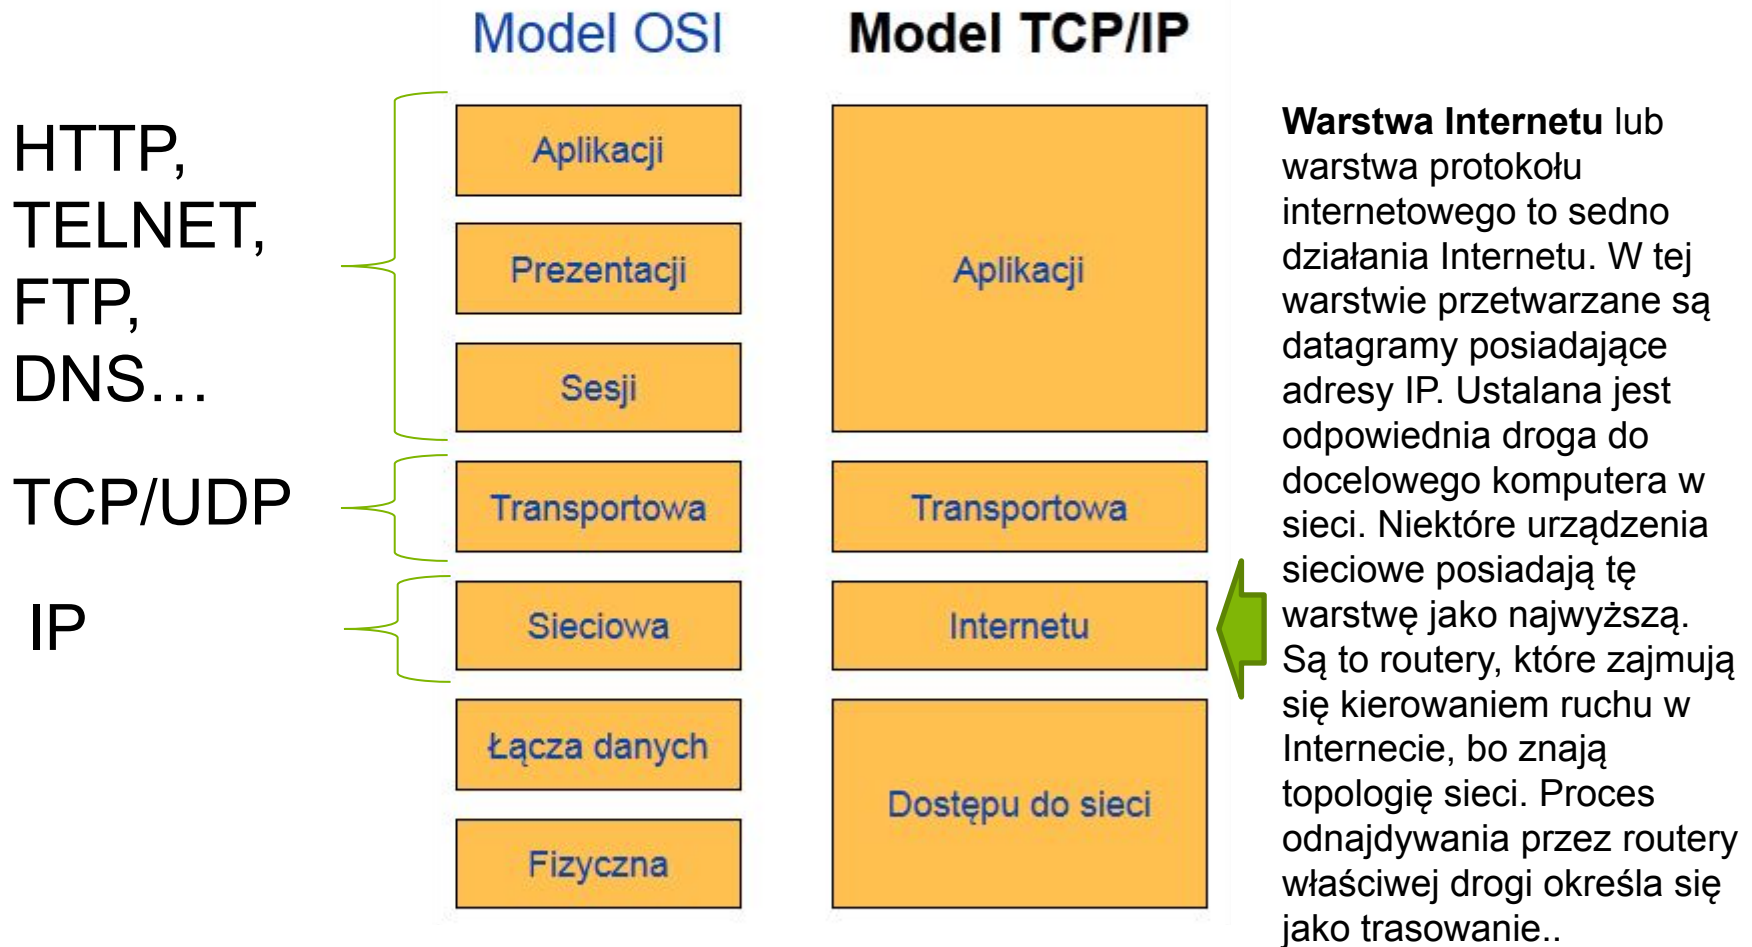 Model OSI
Model TCP/IP
HTTP,
TELNET,
FTP,
DNS…
TCP/UDP
IP
Aplikacji
Prezentacji
Sesji
Transportowa
Sieciowa
Łącza danych
Fizyczna
Aplikacji
Transportowa
Internetu
Dostępu do sieci
Warstwa Internetu lub
warstwa protokołu
internetowego to sedno
działania Internetu. W tej
warstwie przetwarzane są
datagramy posiadające
adresy IP. Ustalana jest
odpowiednia droga do
docelowego komputera w
sieci. Niektóre urządzenia
sieciowe posiadają tę
warstwę jako najwyższą.
Są to routery, które zajmują
się kierowaniem ruchu w
Internecie, bo znają
topologię sieci. Proces
odnajdywania przez routery
właściwej drogi określa się
jako trasowanie..